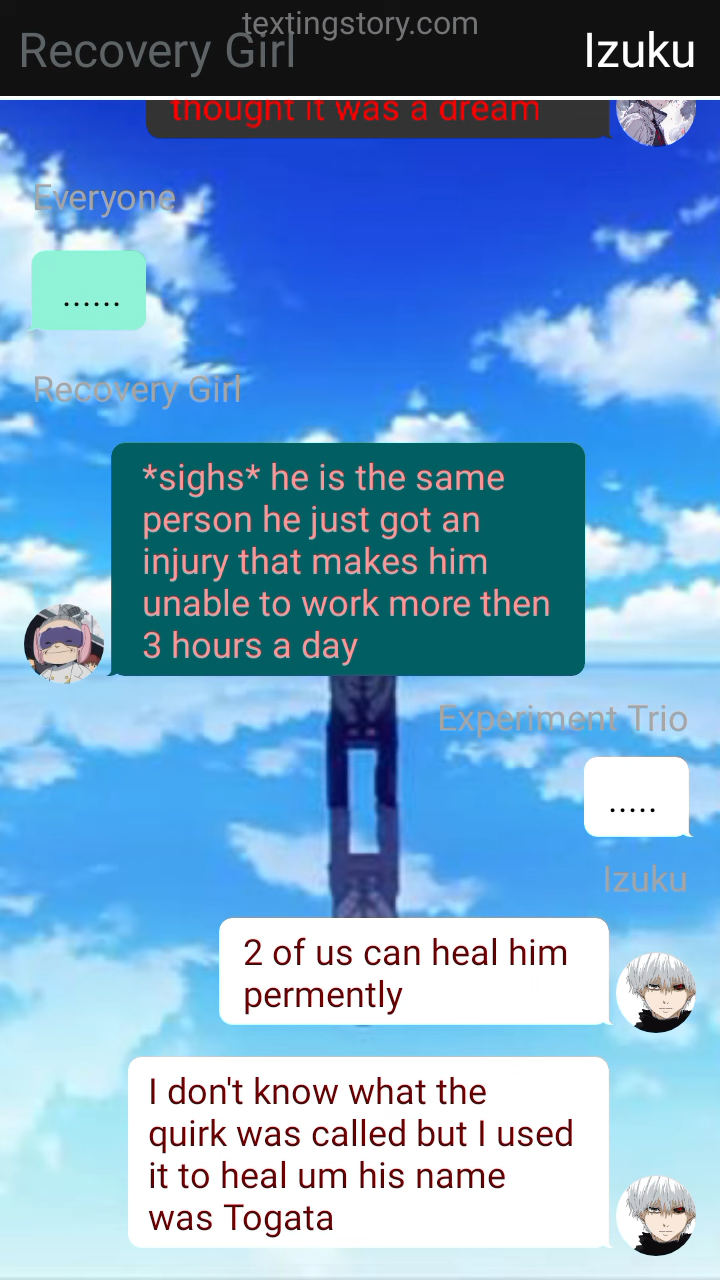 textingstory.com
Recovery Girl
Izuku
thought it was a dream
Everyone
......
Recovery Girl
*sighs* he is the same
person he just got an
injury that makes him
unable to work more then
3 hours a day
Experiment Trio
.....
Izuku
2 of us can heal him
permently
I don't know what the
quirk was called but I used
it to heal um his name
was Togata